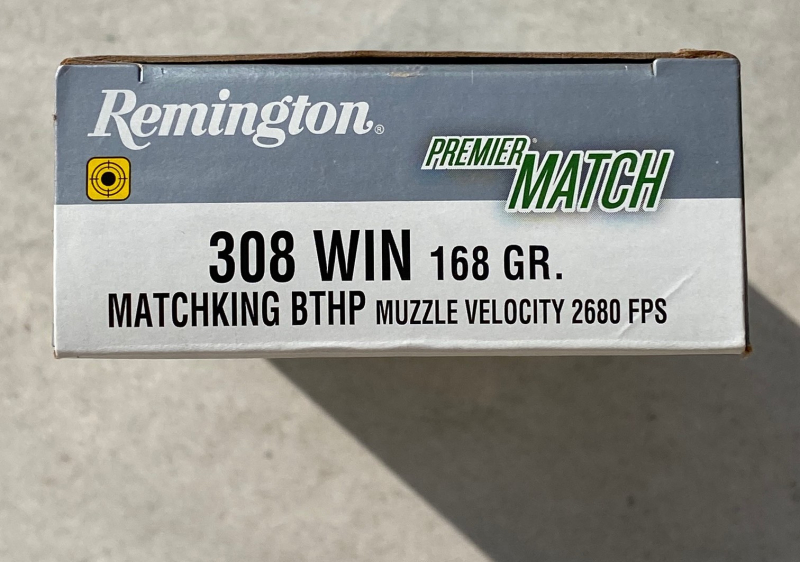 Remington®
PREMIER®
MATCH
308 WIN 168 GR.
MATCHKING BTHP MUZZLE VELOCITY 2680 FPS